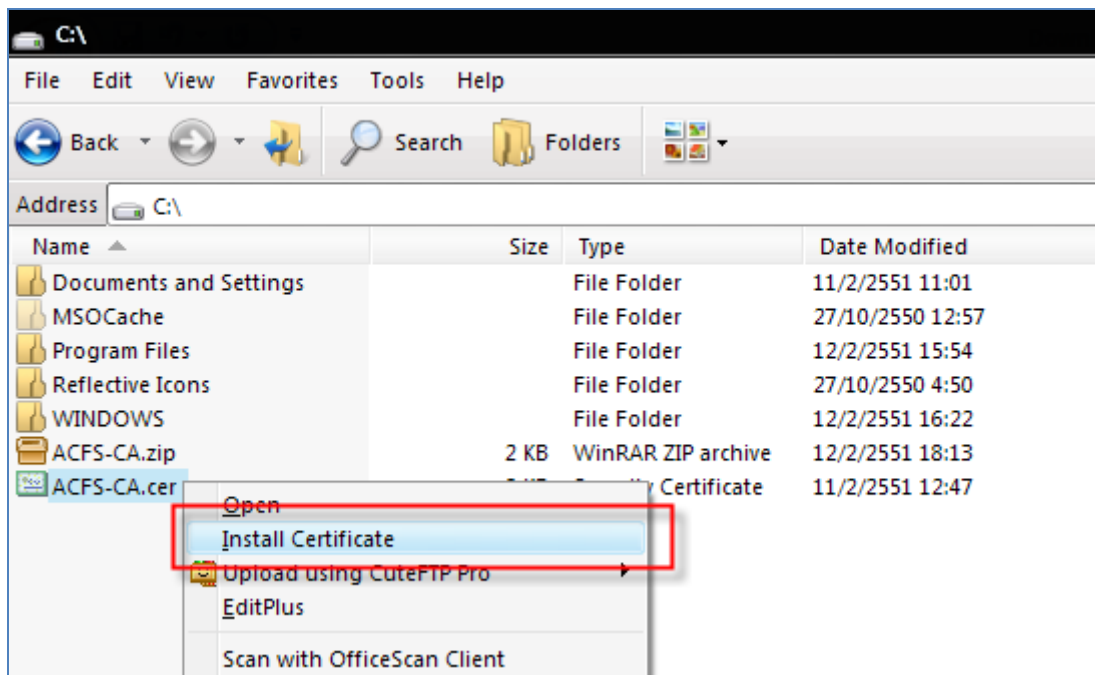 C:\
File Edit View Favorites Tools Help
Back Search Folders
Address C:\
Name Size Type Date Modified
Documents and Settings File Folder 11/2/2551 11:01
MSOCache File Folder 27/10/2550 12:57
Program Files File Folder 12/2/2551 15:54
Reflective Icons File Folder 27/10/2550 4:50
WINDOWS File Folder 12/2/2551 16:22
ACFS-CA.zip 2 KB WinRAR ZIP archive 12/2/2551 18:13
ACFS-CA.cer Certificate 11/2/2551 12:47
Open
Install Certificate
Upload using CuteFTP Pro
EditPlus
Scan with OfficeScan Client